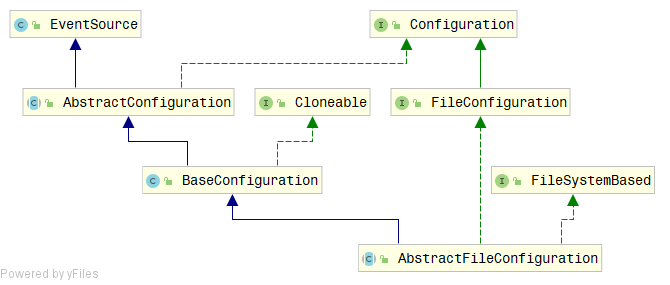 C EventSource
I Configuration
C AbstractConfiguration
I Cloneable
I FileConfiguration
C BaseConfiguration
I FileSystemBased
C AbstractFileConfiguration
Powered by yFiles